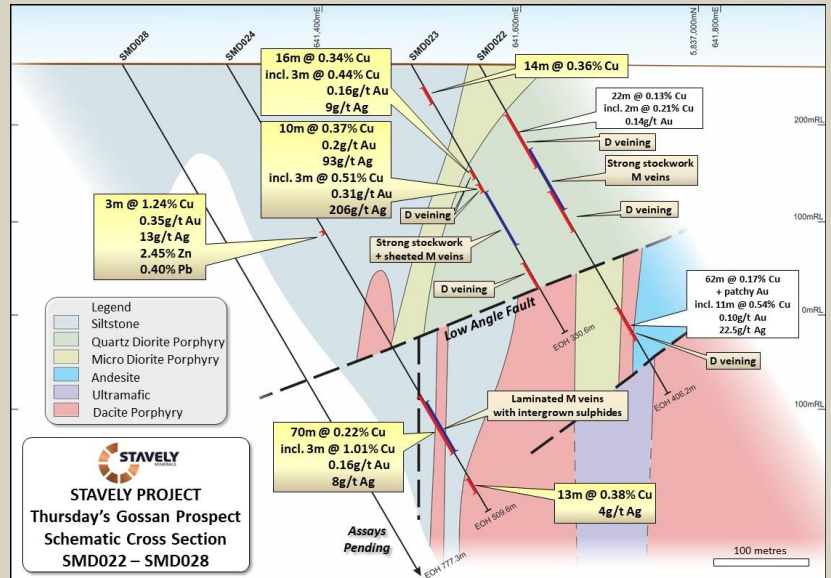 SMD028
SMD024
641,400mE
SMD023
SMD022
641,600mE
5,837,000mN
641,800mE
16m @ 0.34% Cu
incl. 3m @ 0.44% Cu
0.16g/t Au
9g/t Ag
14m @ 0.36% Cu
22m @ 0.13% Cu
incl. 2m @ 0.21% Cu
0.14g/t Au
200mRL
10m @ 0.37% Cu
0.2g/t Au
93g/t Ag
incl. 3m @ 0.51% Cu
0.31g/t Au
206g/t Ag
D veining
Strong stockwork
M veins
3m @ 1.24% Cu
0.35g/t Au
13g/t Ag
2.45% Zn
0.40% Pb
D veining
D veining
100mRL
Strong stockwork
+ sheeted M veins
D veining
Low Angle Fault
62m @ 0.17% Cu
+ patchy Au
incl. 11m @ 0.54% Cu
0.10g/t Au
22.5g/t Ag
0mRL
Legend
Siltstone
Quartz Diorite Porphyry
Micro Diorite Porphyry
Andesite
Ultramafic
Dacite Porphyry
EOH 330.6m
D veining
EOH 406.2m
Laminated M veins
with intergrown sulphides
100mRL
70m @ 0.22% Cu
incl. 3m @ 1.01% Cu
0.16g/t Au
8g/t Ag
STAVELY
MINERALS
STAVELY PROJECT
Thursday's Gossan Prospect
Schematic Cross Section
SMD022 – SMD028
13m @ 0.38% Cu
4g/t Ag
EOH 509.6m
Assays
Pending
EOH 777.3m
100 metres